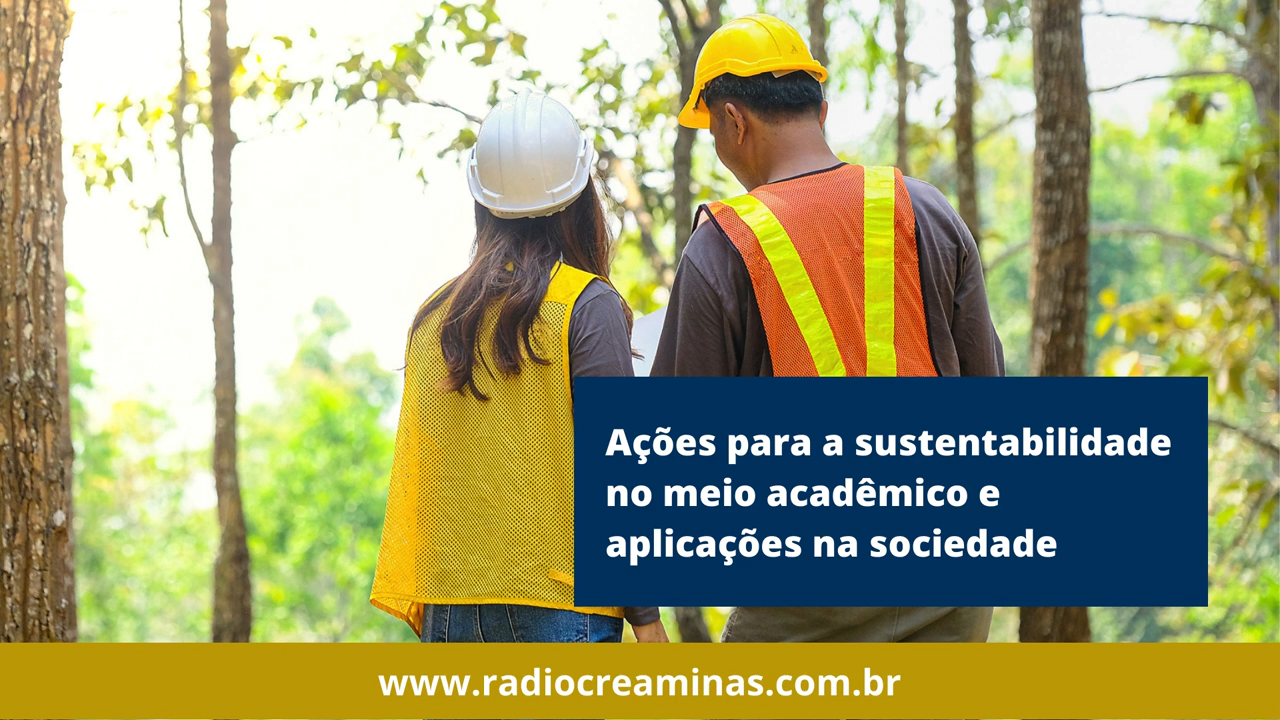 Ações para a sustentabilidade
no meio acadêmico e
aplicações na sociedade
www.radiocreaminas.com.br